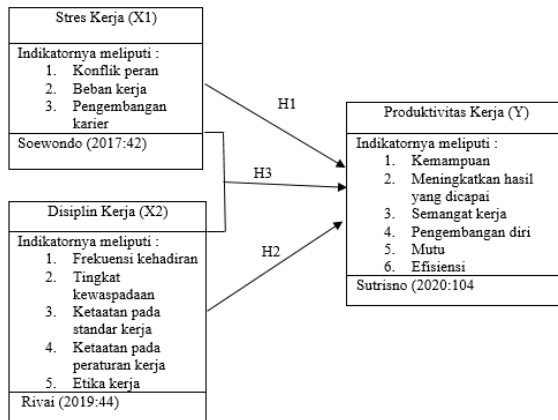 Stres Kerja (X1)
Indikatornya meliputi :
1. Konflik peran
2. Beban kerja
3. Pengembangan
karier
Soewondo (2017:42)
H1
H3
H2
Disiplin Kerja (X2)
Indikatornya meliputi :
1. Frekuensi kehadiran
2. Tingkat
kewaspadaan
3. Ketaatan pada
standar kerja
4. Ketaatan pada
peraturan kerja
5. Etika kerja
Rivai (2019:44)
Produktivitas Kerja (Y)
Indikatornya meliputi :
1. Kemampuan
2. Meningkatkan hasil
yang dicapai
3. Semangat kerja
4. Pengembangan diri
5. Mutu
6. Efisiensi
Sutrisno (2020:104